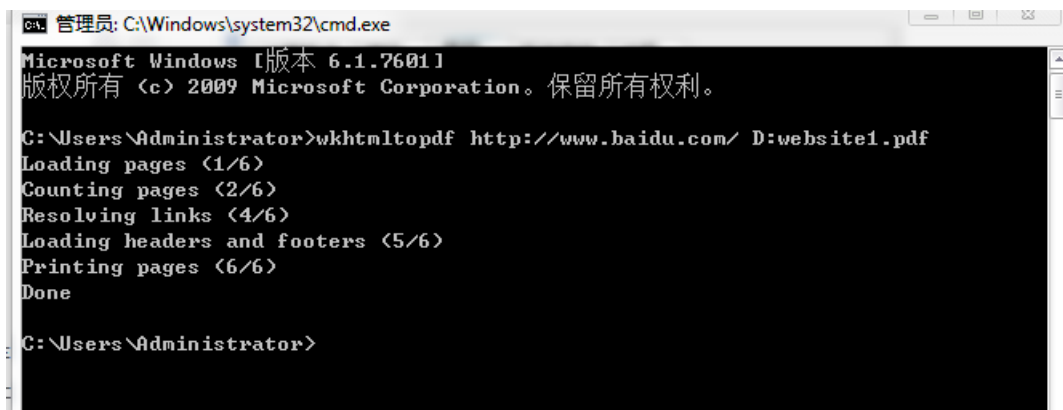 管理员: C:\Windows\system32\cmd.exe
Microsoft Windows [版本 6.1.7601]
版权所有 (c) 2009 Microsoft Corporation。保留所有权利。
C:\Users\Administrator>wkhtmltopdf http://www.baidu.com/ D:website1.pdf
Loading pages (1/6)
Counting pages (2/6)
Resolving links (4/6)
Loading headers and footers (5/6)
Printing pages (6/6)
Done
C:\Users\Administrator>